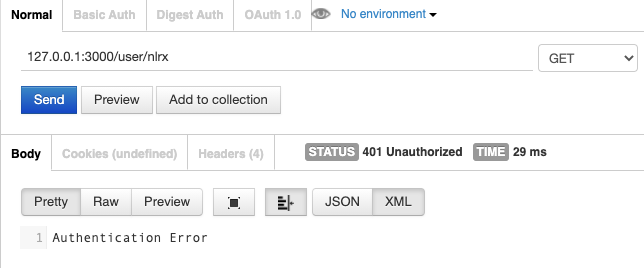 Normal Basic Auth Digest Auth OAuth 1.0 No environment
127.0.0.1:3000/user/nlrx GET
Send Preview Add to collection
Body Cookies (undefined) Headers (4) STATUS 401 Unauthorized TIME 29 ms
Pretty Raw Preview JSON XML
1 Authentication Error